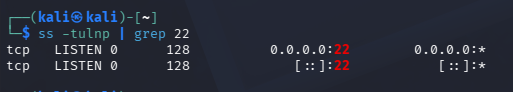 ┌──(kali㉿kali)-[~]
└─$ ss -tulnp | grep 22
tcp   LISTEN 0      128          0.0.0.0:22        0.0.0.0:*
tcp   LISTEN 0      128             [::]:22           [::]:*